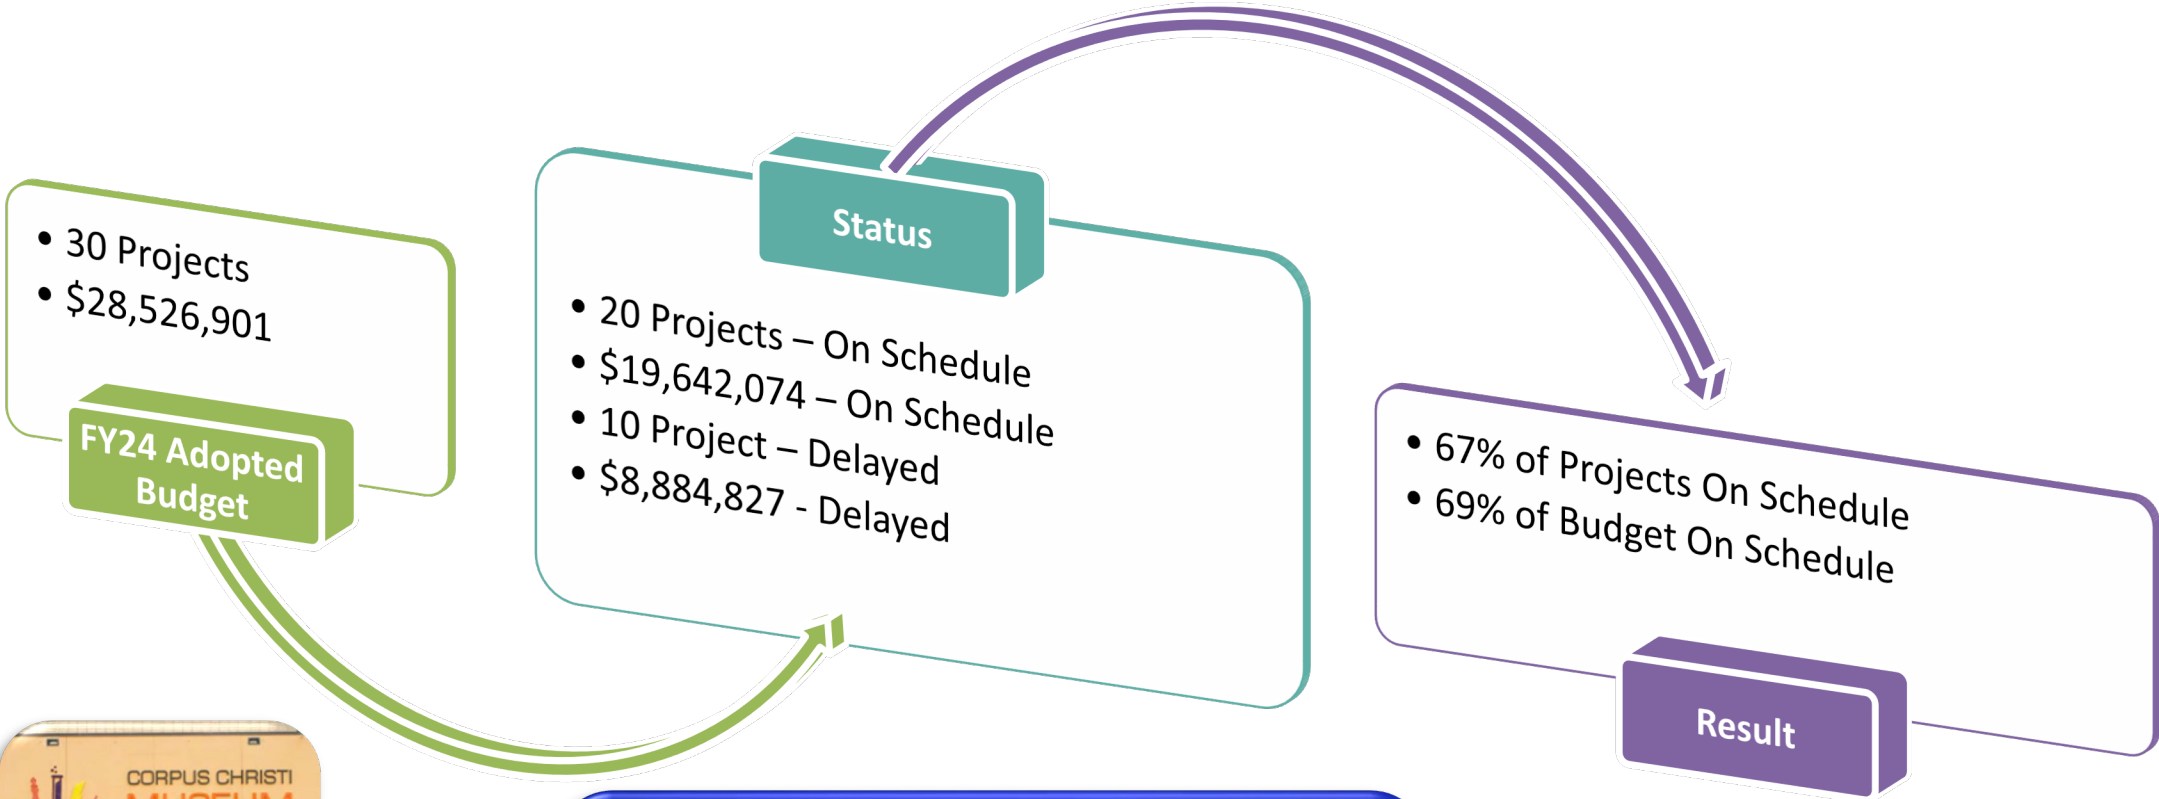 • 30 Projects
• $28,526,901
FY24 Adopted
Budget
Status
• 20 Projects – On Schedule
• $19,642,074 – On Schedule
• 10 Project – Delayed
• $8,884,827 - Delayed
• 67% of Projects On Schedule
• 69% of Budget On Schedule
Result
CORPUS CHRISTI
MUSEUM